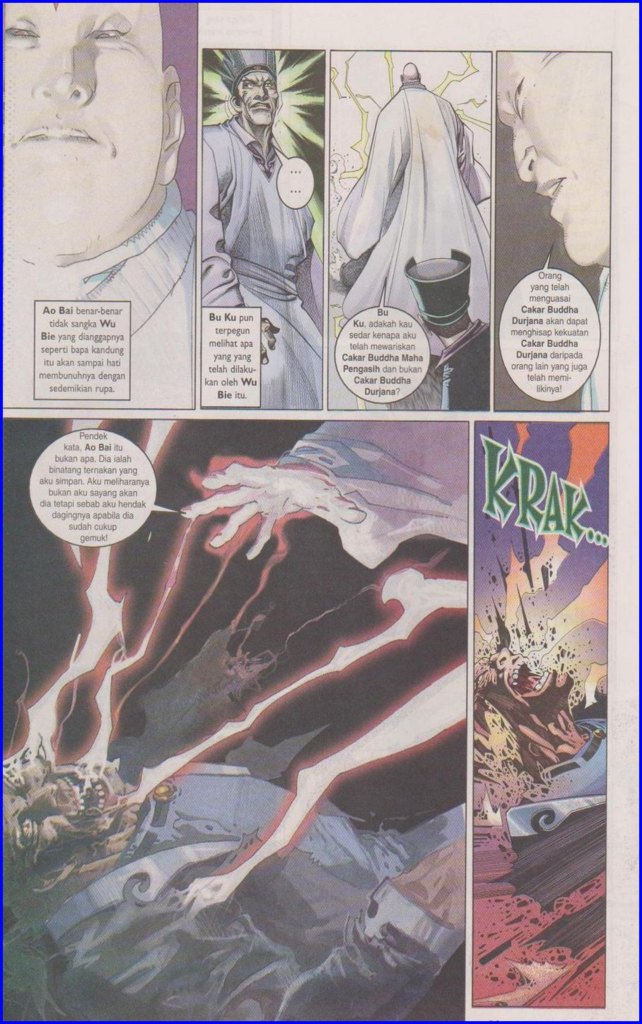 Ao Bai benar-benar
tidak sangka Wu
Bie yang dianggapnya
seperti bapa kandung
itu akan sampai hati
membunuhnya dengan
sedemikian rupa.
...
...
Bu Ku pun
terpegun
melihat apa
yang yang
telah dilaku-
kan oleh Wu
Bie itu.
Bu
Ku, adakah kau
sedar kenapa aku
telah mewariskan
Cakar Buddha Maha
Pengasih dan bukan
Cakar Buddha
Durjana?
Orang
yang telah
menguasai
Cakar Buddha
Durjana akan dapat
menghisap kekuatan
Cakar Buddha
Durjana daripada
orang lain yang juga
telah memi-
likinya!
Pendek
kata, Ao Bai itu
bukan apa. Dia ialah
binatang ternakan yang
aku simpan. Aku meliharanya
bukan aku sayang akan
dia tetapi sebab aku hendak
dagingnya apabila dia
sudah cukup
gemuk!
KRAK...